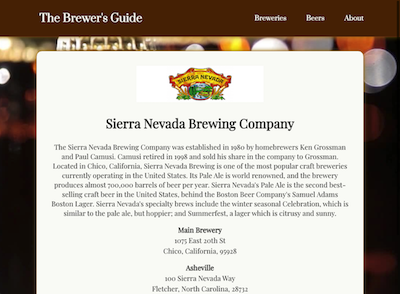 The Brewer's Guide
Breweries Beers About
SIERRA NEVADA
Sierra Nevada Brewing Company
The Sierra Nevada Brewing Company was established in 1980 by homebrewers Ken Grossman
and Paul Camusi. Camusi retired in 1998 and sold his share in the company to Grossman.
Located in Chico, California, Sierra Nevada Brewing is one of the most popular craft breweries
currently operating in the United States. Its Pale Ale is world renowned, and the brewery
produces almost 700,000 barrels of beer per year. Sierra Nevada's Pale Ale is the second best-
selling craft beer in the United States, behind the Boston Beer Company's Samuel Adams
Boston Lager. Sierra Nevada's specialty brews include the winter seasonal Celebration, which is
similar to the pale ale, but hoppier; and Summerfest, a lager which is citrusy and sunny.
Main Brewery
1075 East 20th St
Chico, California, 95928
Asheville
100 Sierra Nevada Way
Fletcher, North Carolina, 28732